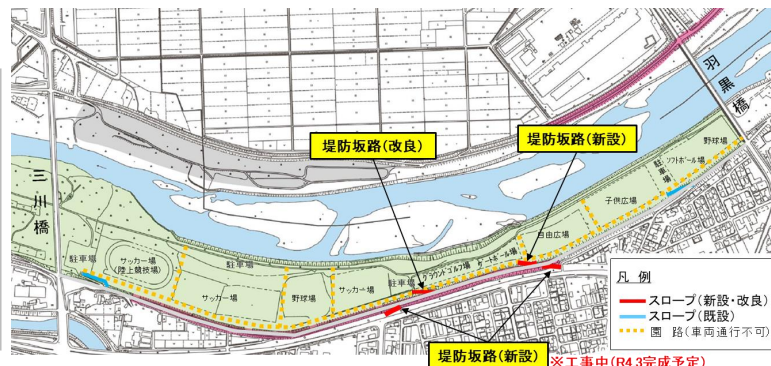 羽黒橋
堤防坂路(改良)
堤防坂路(新設)
三川橋
野球場
ソフトボール場
駐車場
子供広場
自由広場
駐車場
サッカー場
(陸上競技場)
駐車場
駐車場
グラウンドゴルフ場
ゲートボール場
サッカー場
野球場
サッカー場
凡 例
スロープ(新設・改良)
スロープ(既設)
園 路(車両通行不可)
堤防坂路(新設)
※工事中(R4.3完成予定)